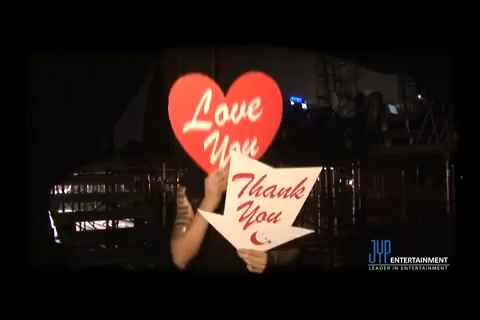 Love
You
Thank
You
JYP ENTERTAINMENT
LEADER IN ENTERTAINMENT